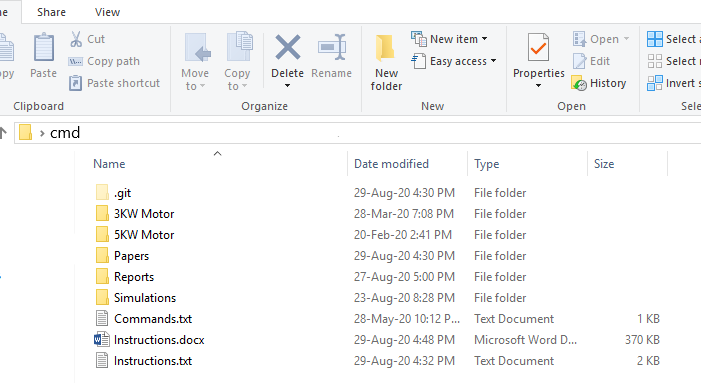 Share View
Cut
Copy path
Paste shortcut
Paste
Clipboard
Move to
Copy to
Delete
Rename
Organize
New folder
New item
Easy access
New
Properties
Open
Edit
History
Open
Select
Select
Invert
cmd
Name Date modified Type Size
.git 29-Aug-20 4:30 PM File folder
3KW Motor 28-Mar-20 7:08 PM File folder
5KW Motor 20-Feb-20 2:41 PM File folder
Papers 29-Aug-20 4:30 PM File folder
Reports 27-Aug-20 5:00 PM File folder
Simulations 23-Aug-20 8:28 PM File folder
Commands.txt 28-May-20 10:12 P... Text Document 1 KB
Instructions.docx 29-Aug-20 4:48 PM Microsoft Word D... 370 KB
Instructions.txt 29-Aug-20 4:32 PM Text Document 2 KB